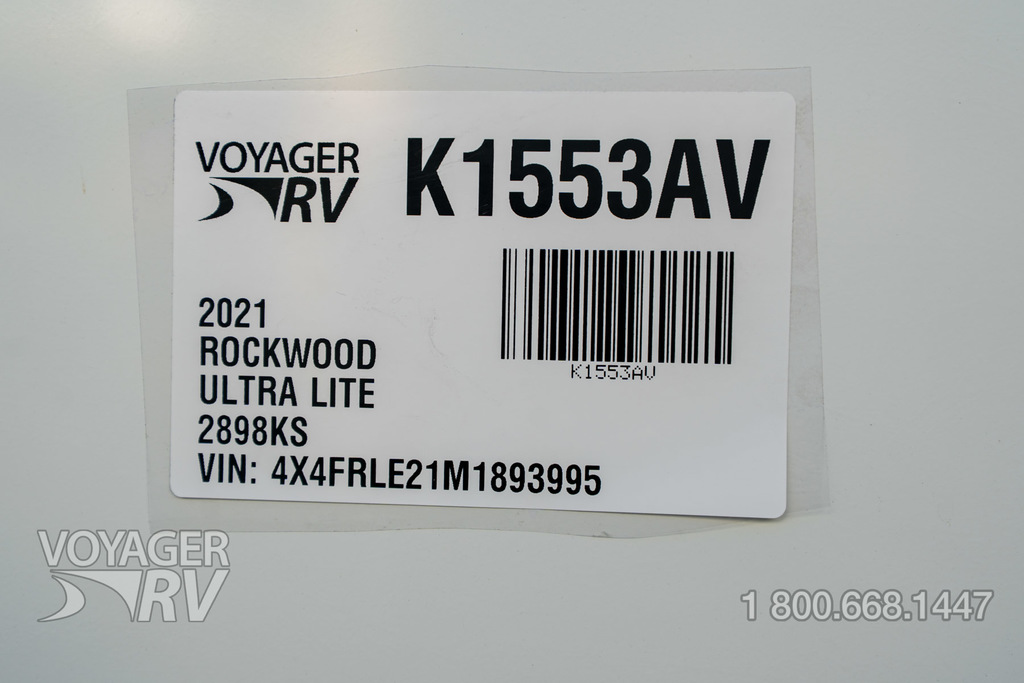 VOYAGER
RV
K1553AV
K1553AV
2021
ROCKWOOD
ULTRA LITE
2898KS
VIN: 4X4FRLE21M1893995
VOYAGER
RV
1 800.668.1447